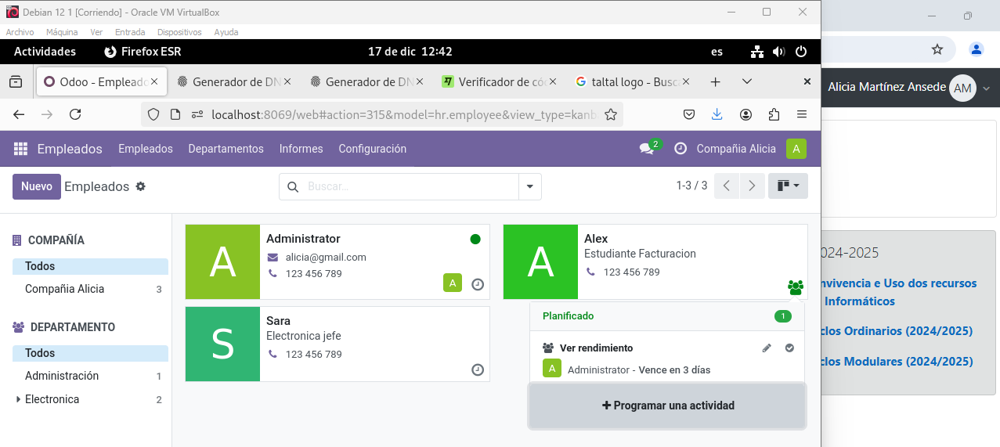 Debian 12 1 [Corriendo] - Oracle VM VirtualBox
Archivo Máquina Ver Entrada Dispositivos Ayuda
Actividades Firefox ESR 17 de dic 12:42 es
Odoo - Empleado Generador de DN Generador de DN Verificador de cóc taltal logo - Busca
localhost:8069/web#action=315&model=hr.employee&view_type=kanb
Alicia Martínez Ansede AM
Empleados Empleados Departamentos Informes Configuración 2 Compañia Alicia A
Nuevo Empleados Buscar... 1-3 / 3
COMPAÑÍA
Todos
Compañia Alicia 3
DEPARTAMENTO
Todos
Administración 1
Electronica 2
A
Administrator
alicia@gmail.com
123 456 789
A
A
Alex
Estudiante Facturacion
123 456 789
S
Sara
Electronica jefe
123 456 789
Planificado 1
Ver rendimiento
A Administrator - Vence en 3 días
+ Programar una actividad
024-2025
nvivencia e Uso dos recursos
Informáticos
clos Ordinarios (2024/2025)
clos Modulares (2024/2025)